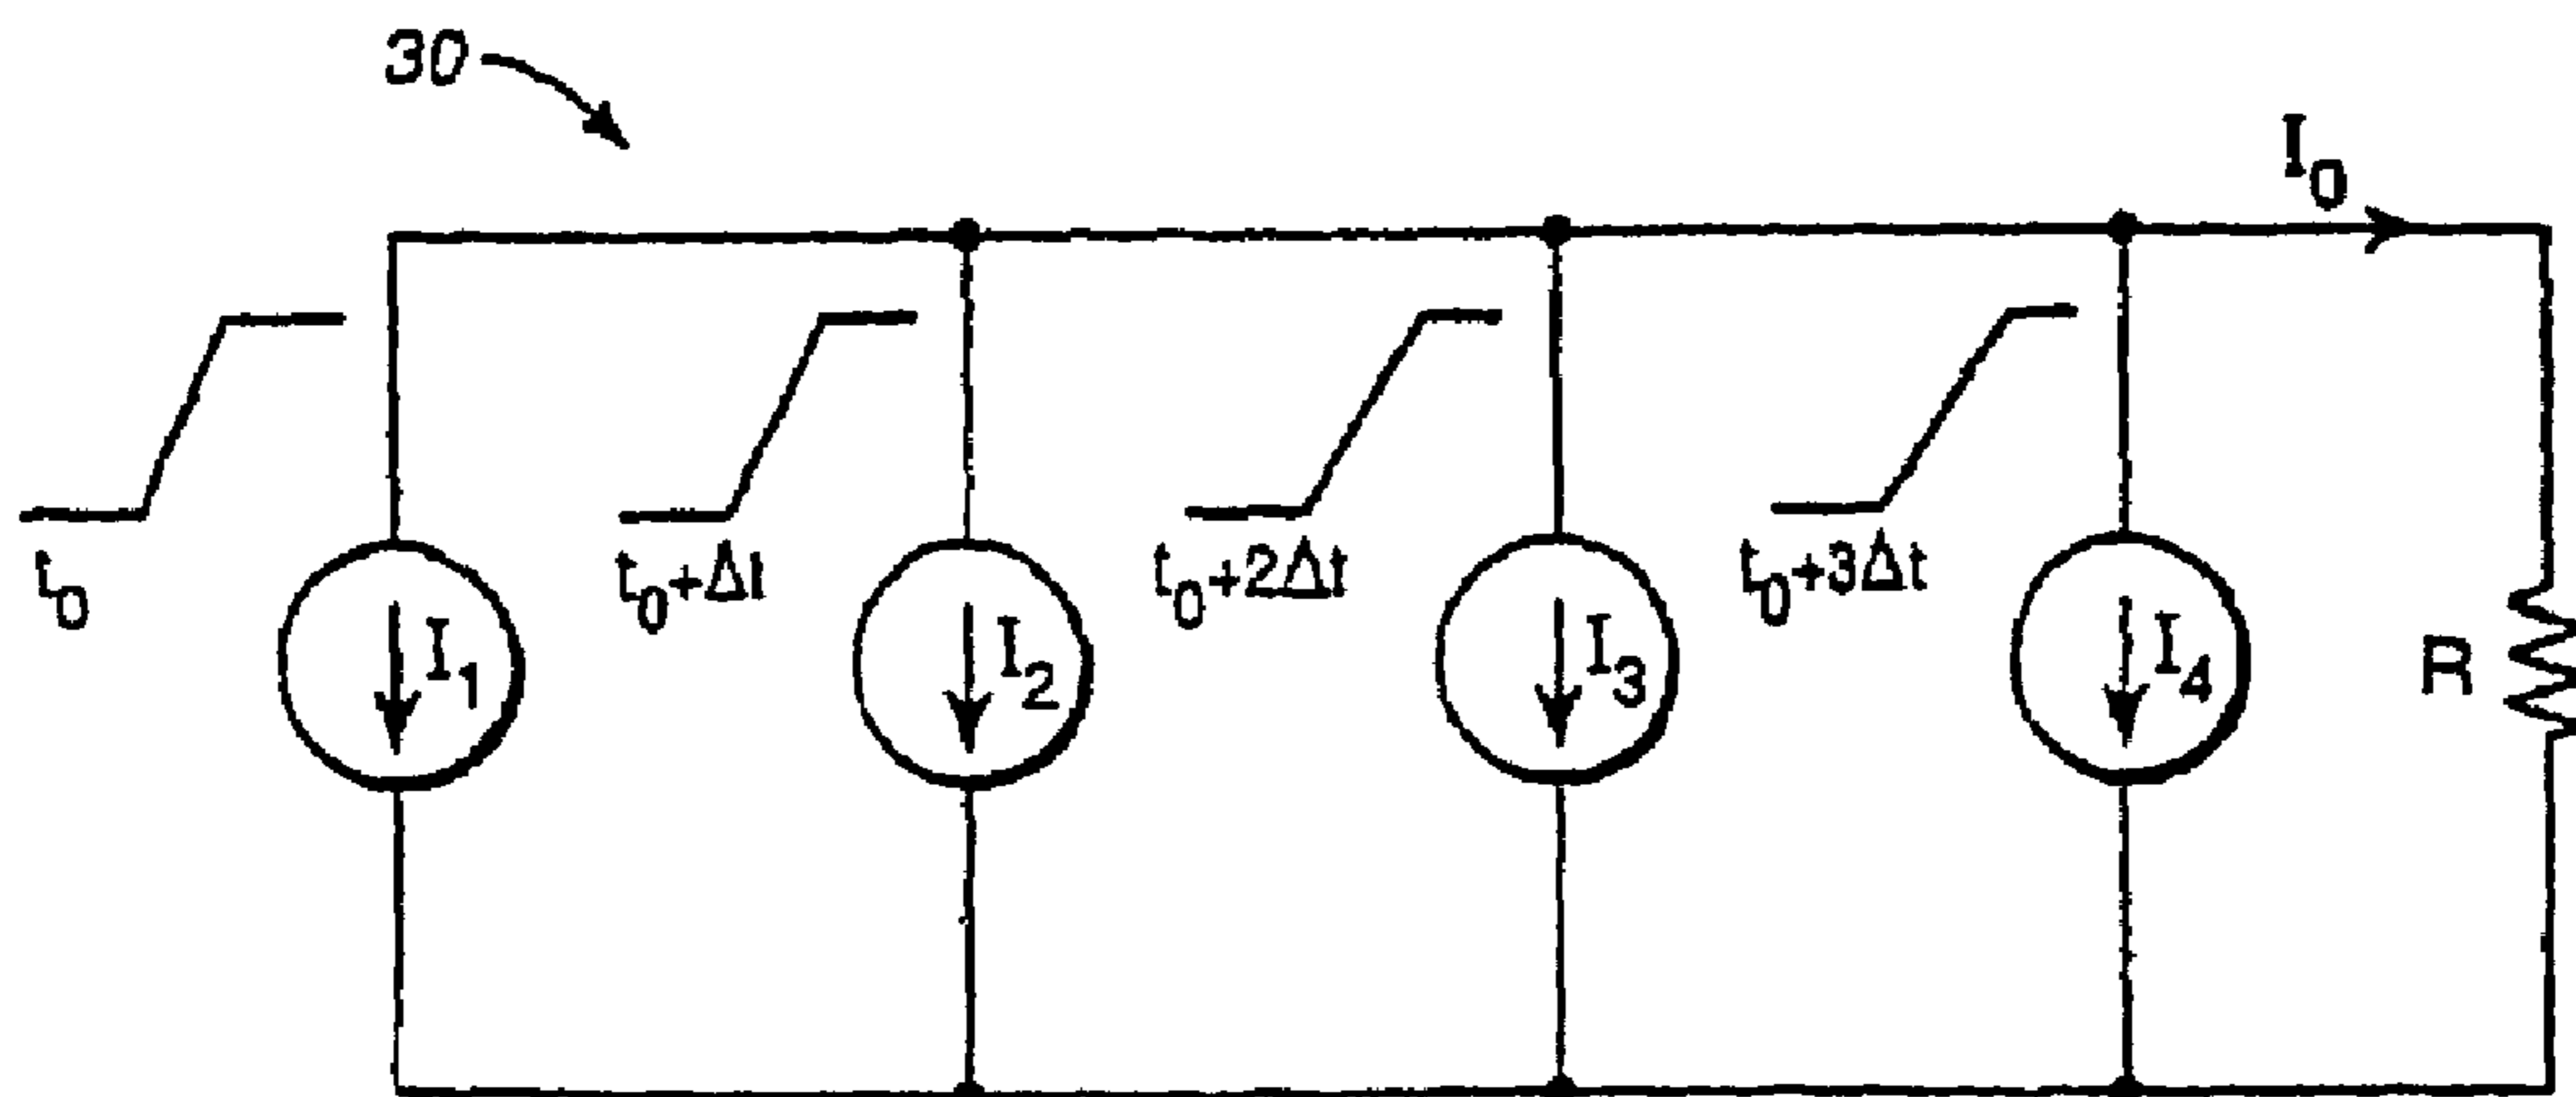 30
I₀
t₀
t₀+Δt
t₀+2Δt
t₀+3Δt
I₁
I₂
I₃
I₄
R